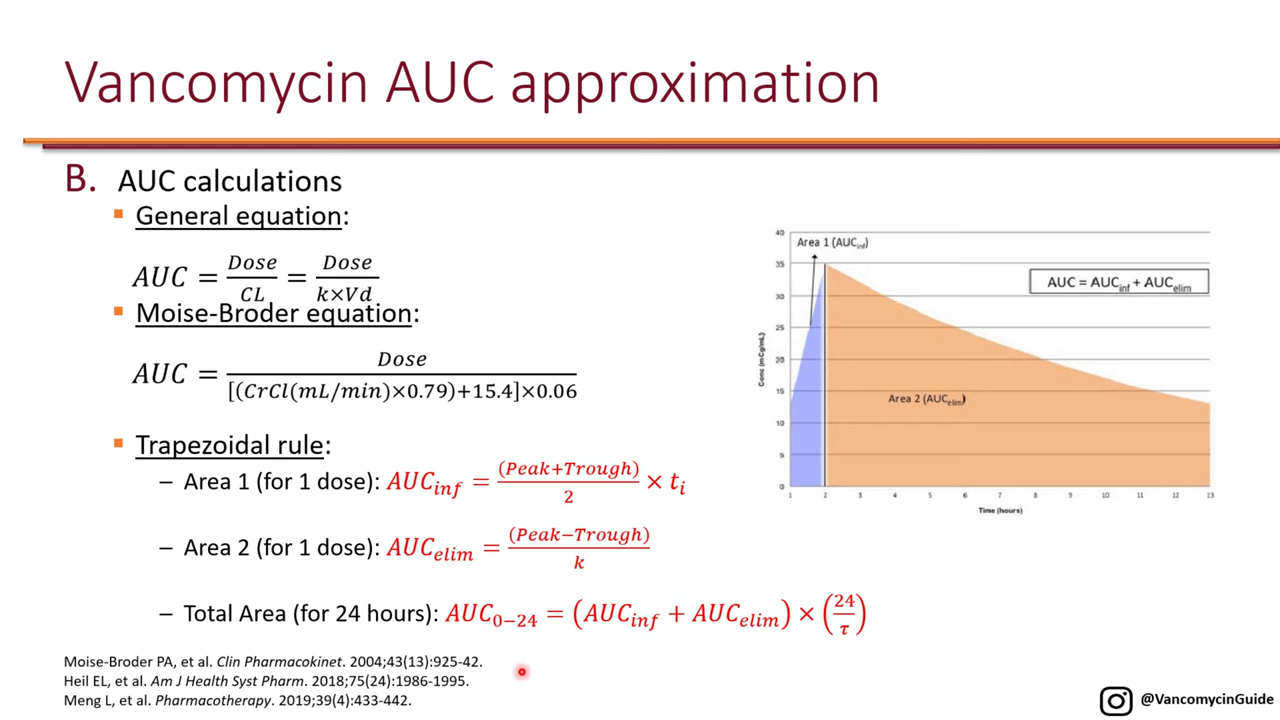 Vancomycin AUC approximation
B. AUC calculations
▪ General equation:
AUC = Dose/CL = Dose/(k×Vd)
▪ Moise-Broder equation:
AUC = Dose/([(CrCl(mL/min)×0.79)+15.4]×0.06)
▪ Trapezoidal rule:
– Area 1 (for 1 dose): AUC_inf = (Peak+Trough)/2 × t_i
– Area 2 (for 1 dose): AUC_elim = (Peak−Trough)/k
– Total Area (for 24 hours): AUC_0−24 = (AUC_inf + AUC_elim) × (24/τ)
Area 1 (AUC_inf)
AUC = AUC_inf + AUC_elim
Area 2 (AUC_elim)
Conc (mCg/mL)
40
35
30
25
20
15
10
5
0
1 2 3 4 5 6 7 8 9 10 11 12 13
Time (hours)
Moise-Broder PA, et al. Clin Pharmacokinet. 2004;43(13):925-42.
Heil EL, et al. Am J Health Syst Pharm. 2018;75(24):1986-1995.
Meng L, et al. Pharmacotherapy. 2019;39(4):433-442.
@VancomycinGuide